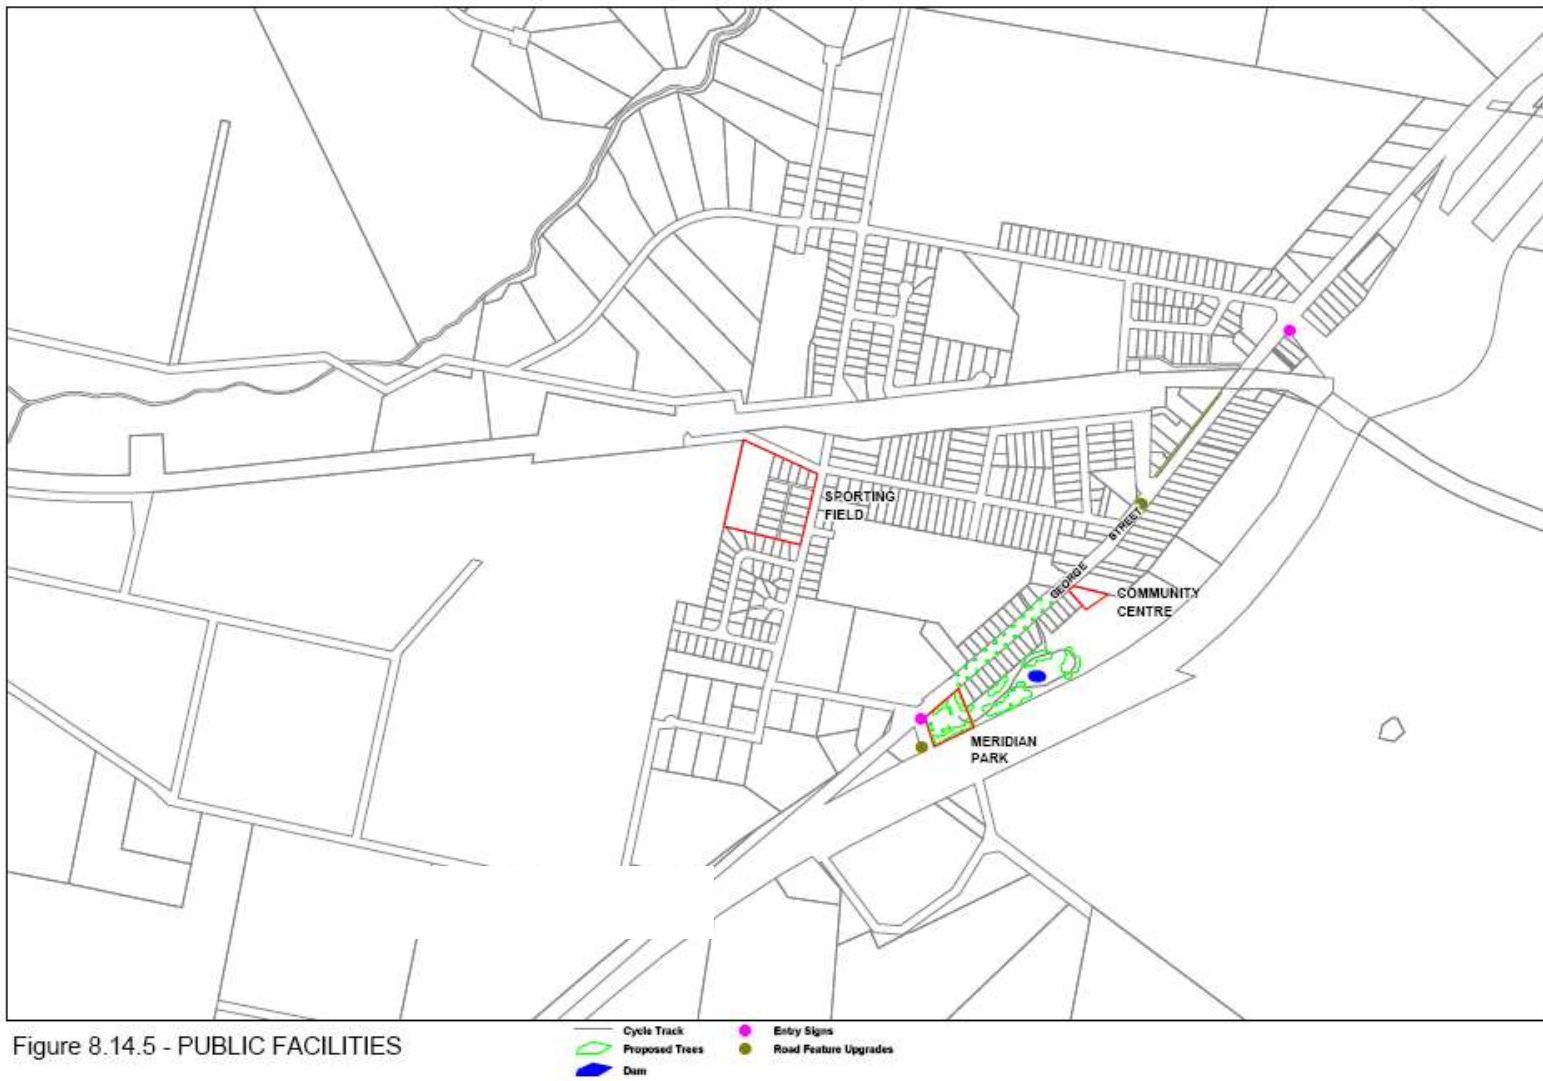 SPORTING
FIELD
GEORGE STREET
COMMUNITY
CENTRE
MERIDIAN
PARK
Figure 8.14.5 - PUBLIC FACILITIES
Cycle Track
Proposed Trees
Dam
Entry Signs
Road Feature Upgrades